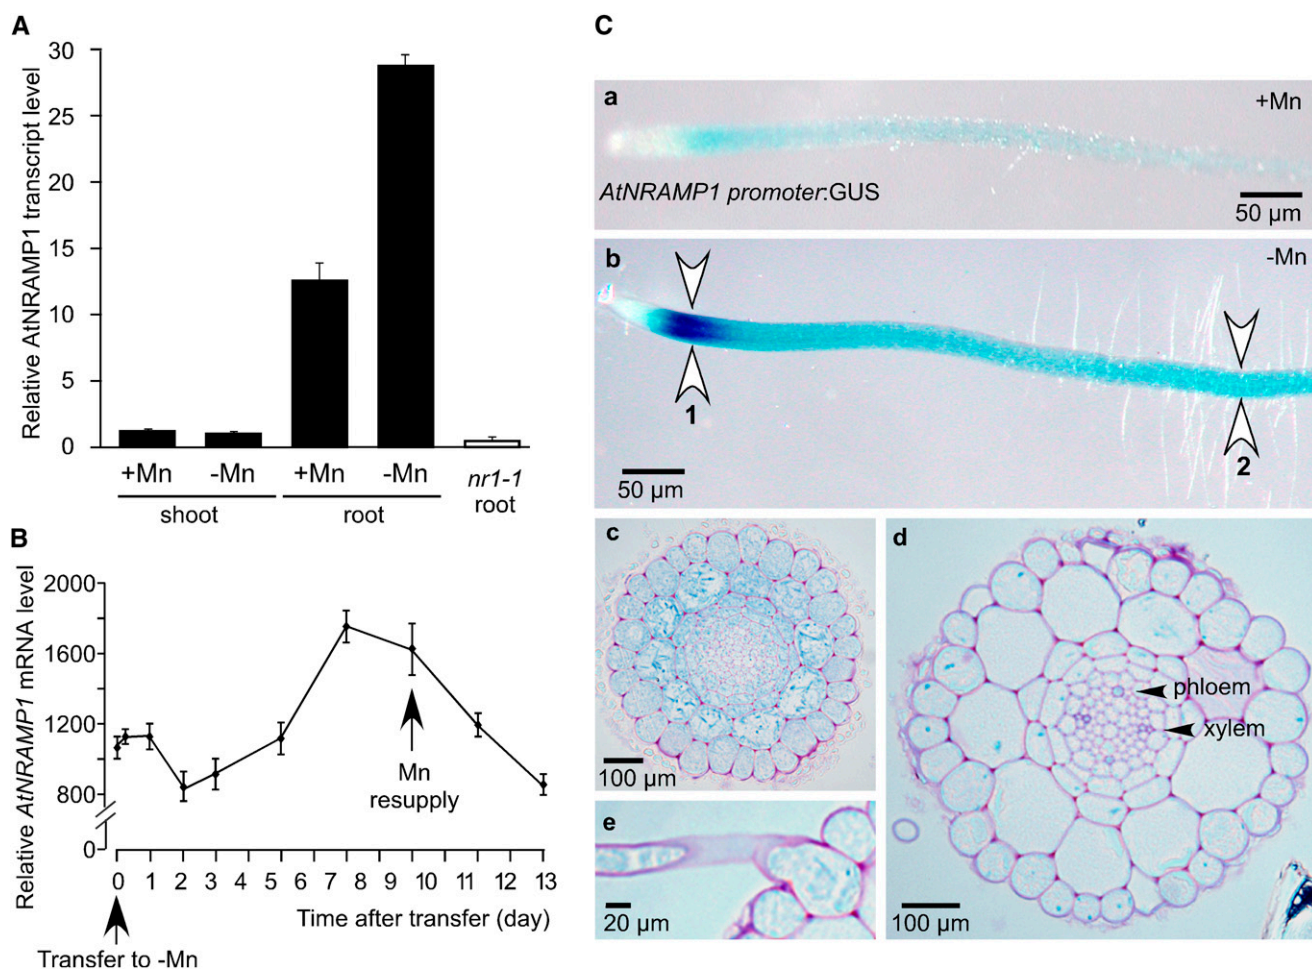 A
Relative AtNRAMP1 transcript level
30
25
20
15
10
5
0
+Mn -Mn +Mn -Mn nr1-1
shoot root root
B
Relative AtNRAMP1 mRNA level
2000
1600
1200
800
0
Mn
resupply
0 1 2 3 4 5 6 7 8 9 10 11 12 13
Time after transfer (day)
Transfer to -Mn
C
a
+Mn
AtNRAMP1 promoter:GUS
50 µm
b
-Mn
1
2
50 µm
c
100 µm
d
phloem
xylem
100 µm
e
20 µm